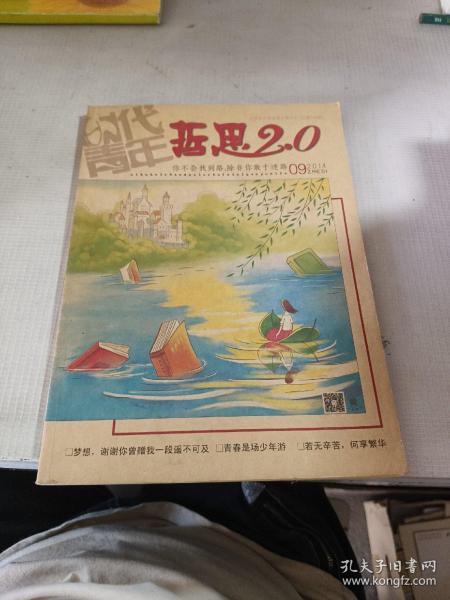 时代
青年
哲思2.0
你不会找到路,除非你敢于迷路
09 2014
□梦想，谢谢你曾赠我一段遥不可及 □青春是场少年游 □若无辛苦，何享繁华
孔夫子旧书网
www.kongfz.com